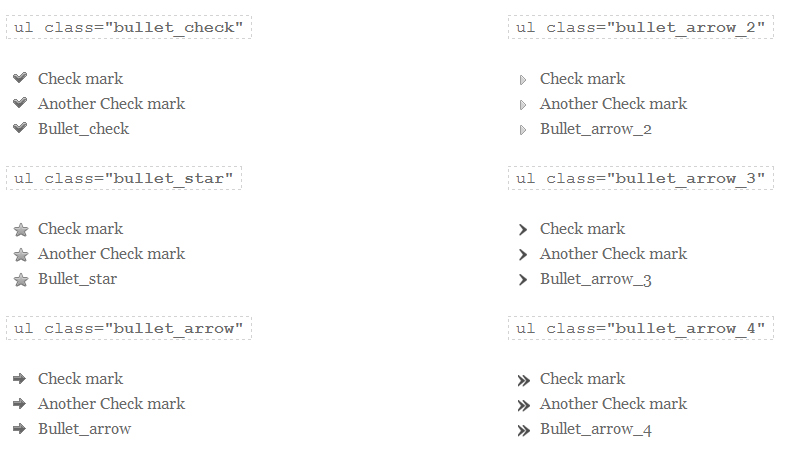 ul class="bullet_check"
Check mark
Another Check mark
Bullet_check
ul class="bullet_star"
Check mark
Another Check mark
Bullet_star
ul class="bullet_arrow"
Check mark
Another Check mark
Bullet_arrow
ul class="bullet_arrow_2"
Check mark
Another Check mark
Bullet_arrow_2
ul class="bullet_arrow_3"
Check mark
Another Check mark
Bullet_arrow_3
ul class="bullet_arrow_4"
Check mark
Another Check mark
Bullet_arrow_4